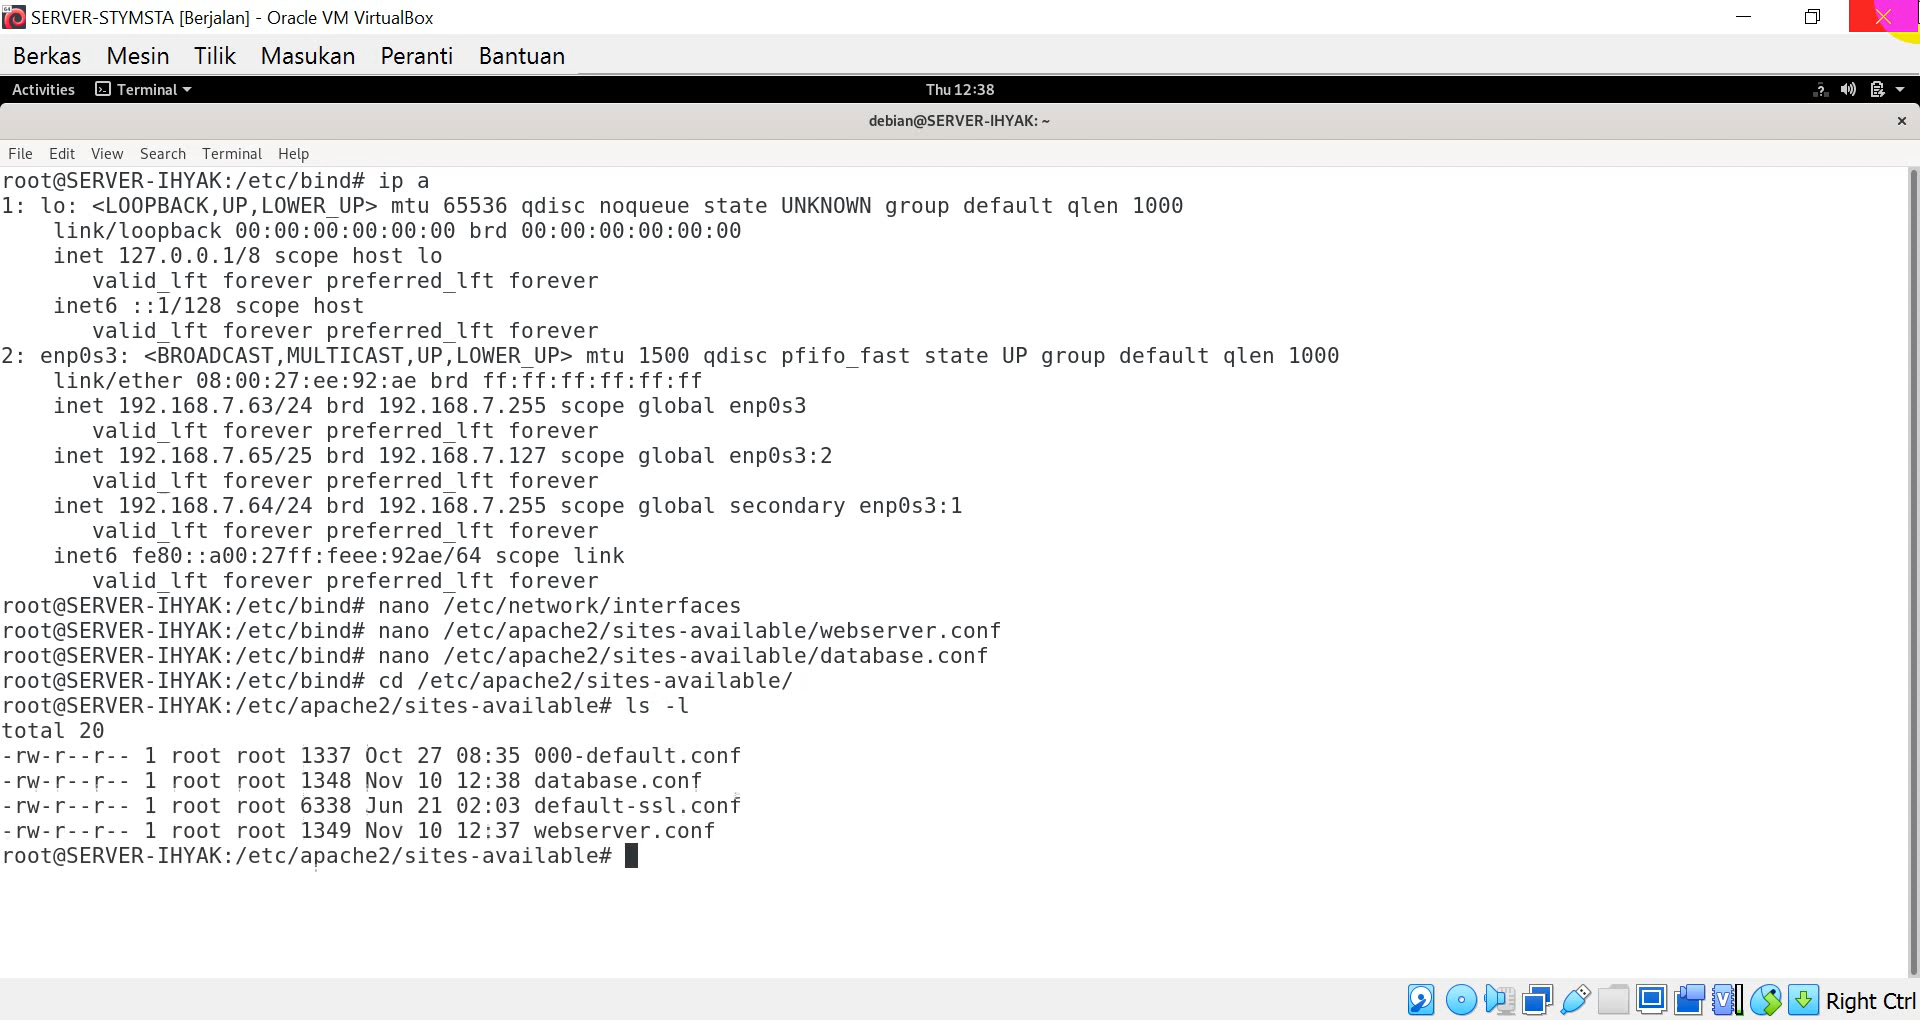 SERVER-STYMSTA [Berjalan] - Oracle VM VirtualBox
Berkas Mesin Tilik Masukan Peranti Bantuan
Activities Terminal Thu 12:38
debian@SERVER-IHYAK: ~
File Edit View Search Terminal Help
root@SERVER-IHYAK:/etc/bind# ip a
1: lo: <LOOPBACK,UP,LOWER_UP> mtu 65536 qdisc noqueue state UNKNOWN group default qlen 1000
    link/loopback 00:00:00:00:00:00 brd 00:00:00:00:00:00
    inet 127.0.0.1/8 scope host lo
       valid_lft forever preferred_lft forever
    inet6 ::1/128 scope host
       valid_lft forever preferred_lft forever
2: enp0s3: <BROADCAST,MULTICAST,UP,LOWER_UP> mtu 1500 qdisc pfifo_fast state UP group default qlen 1000
    link/ether 08:00:27:ee:92:ae brd ff:ff:ff:ff:ff:ff
    inet 192.168.7.63/24 brd 192.168.7.255 scope global enp0s3
       valid_lft forever preferred_lft forever
    inet 192.168.7.65/25 brd 192.168.7.127 scope global enp0s3:2
       valid_lft forever preferred_lft forever
    inet 192.168.7.64/24 brd 192.168.7.255 scope global secondary enp0s3:1
       valid_lft forever preferred_lft forever
    inet6 fe80::a00:27ff:feee:92ae/64 scope link
       valid_lft forever preferred_lft forever
root@SERVER-IHYAK:/etc/bind# nano /etc/network/interfaces
root@SERVER-IHYAK:/etc/bind# nano /etc/apache2/sites-available/webserver.conf
root@SERVER-IHYAK:/etc/bind# nano /etc/apache2/sites-available/database.conf
root@SERVER-IHYAK:/etc/bind# cd /etc/apache2/sites-available/
root@SERVER-IHYAK:/etc/apache2/sites-available# ls -l
total 20
-rw-r--r-- 1 root root 1337 Oct 27 08:35 000-default.conf
-rw-r--r-- 1 root root 1348 Nov 10 12:38 database.conf
-rw-r--r-- 1 root root 6338 Jun 21 02:03 default-ssl.conf
-rw-r--r-- 1 root root 1349 Nov 10 12:37 webserver.conf
root@SERVER-IHYAK:/etc/apache2/sites-available#
Right Ctrl